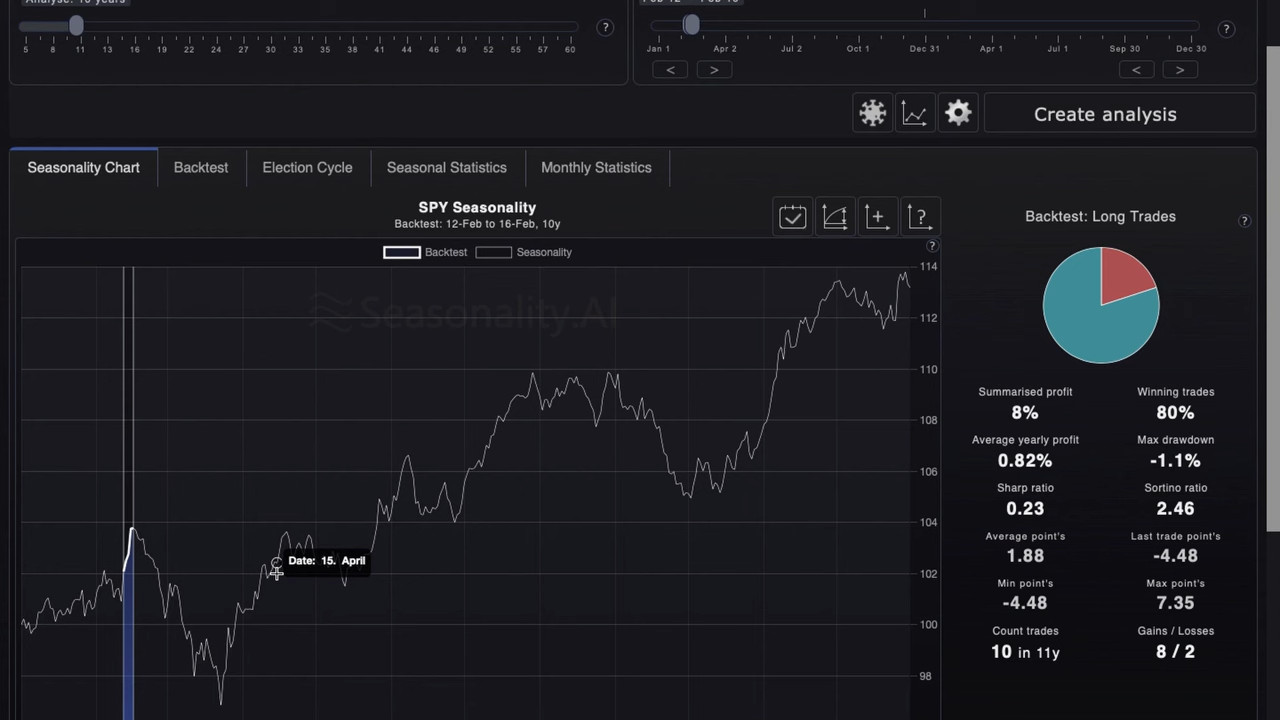 Analyse: 10 years
5 8 11 13 16 19 22 25 27 30 33 35 38 41 44 46 49 52 55 57 60
?
Jan 1 Apr 2 Jul 2 Oct 1 Dec 31 Apr 1 Jul 1 Sep 30 Dec 30
?
< > < >
Create analysis
Seasonality Chart Backtest Election Cycle Seasonal Statistics Monthly Statistics
SPY Seasonality
Backtest: 12-Feb to 16-Feb, 10y
?
Backtest Seasonality
?
Seasonality.AI
114
112
110
108
106
104
102
100
98
Date: 15. April
Backtest: Long Trades
?
Summarised profit Winning trades
8% 80%
Average yearly profit Max drawdown
0.82% -1.1%
Sharp ratio Sortino ratio
0.23 2.46
Average point's Last trade point's
1.88 -4.48
Min point's Max point's
-4.48 7.35
Count trades Gains / Losses
10 in 11y 8 / 2